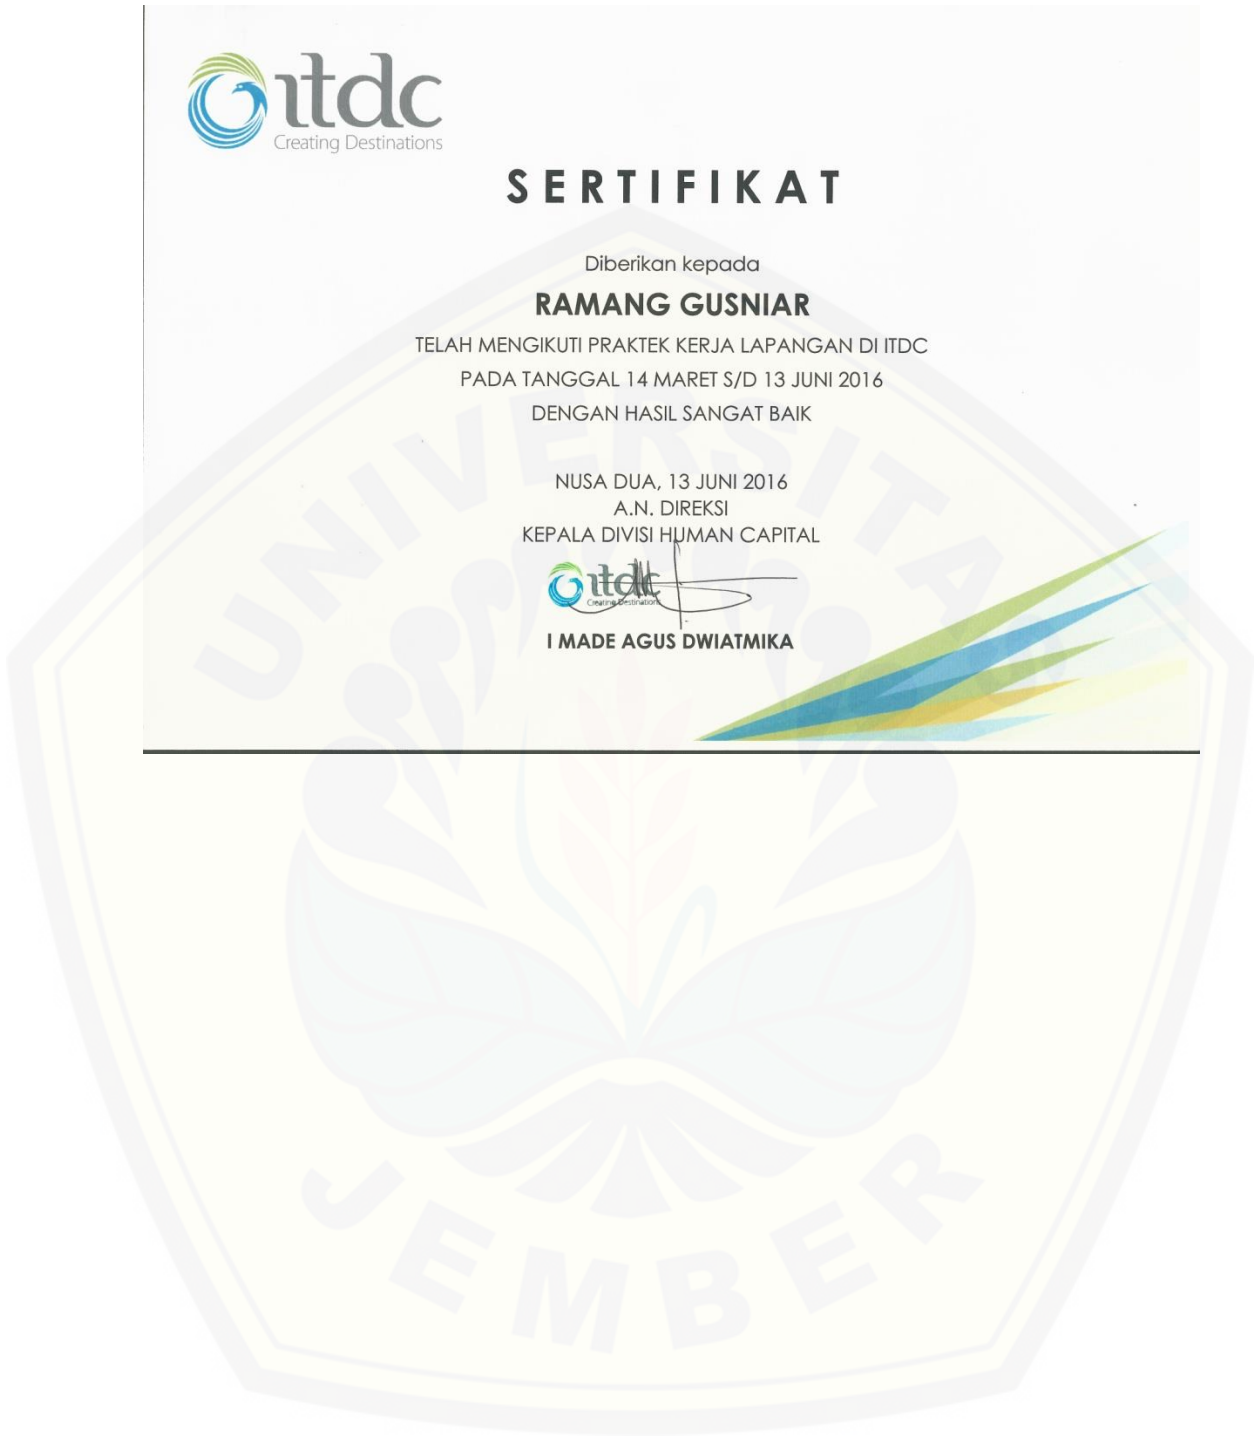 itdc
Creating Destinations
SERTIFIKAT
Diberikan kepada
RAMANG GUSNIAR
TELAH MENGIKUTI PRAKTEK KERJA LAPANGAN DI ITDC
PADA TANGGAL 14 MARET S/D 13 JUNI 2016
DENGAN HASIL SANGAT BAIK
NUSA DUA, 13 JUNI 2016
A.N. DIREKSI
KEPALA DIVISI HUMAN CAPITAL
itdc
Creating Destinations
I MADE AGUS DWIATMIKA
UNIVERSITAS
JEMBER